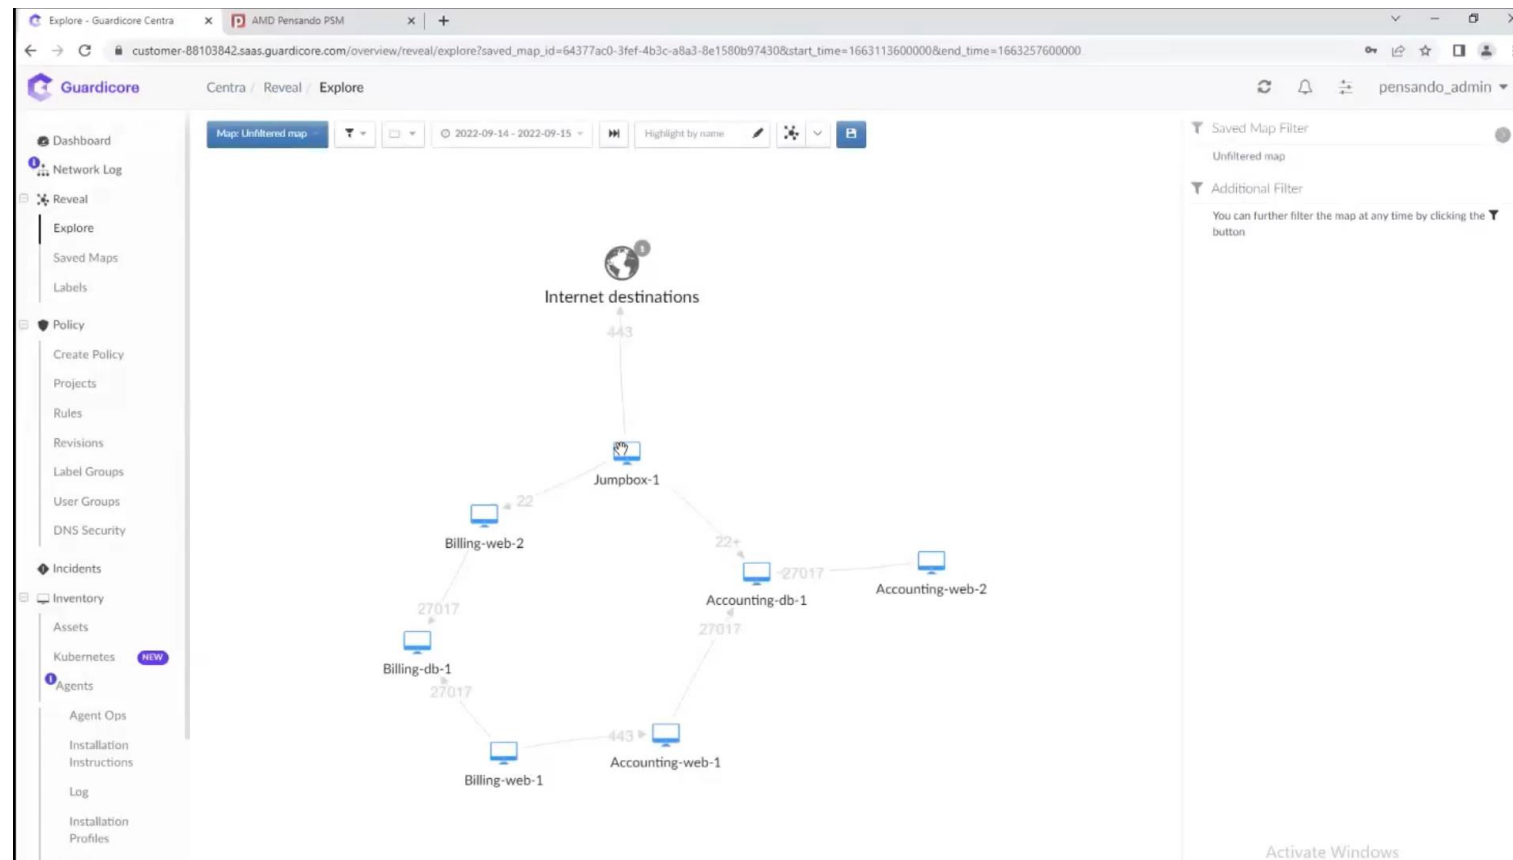 Explore - Guardicore Centra
AMD Pensando PSM
customer-88103842.saas.guardicore.com/overview/reveal/explore?saved_map_id=64377ac0-3fef-4b3c-a8a3-8e1580b97430&start_time=1663113600000&end_time=1663257600000
Guardicore
Centra / Reveal / Explore
pensando_admin
Map: Unfiltered map
2022-09-14 - 2022-09-15
Highlight by name
Dashboard
Network Log
Reveal
Explore
Saved Maps
Labels
Policy
Create Policy
Projects
Rules
Revisions
Label Groups
User Groups
DNS Security
Incidents
Inventory
Assets
Kubernetes NEW
Agents
Agent Ops
Installation
Instructions
Log
Installation
Profiles
Internet destinations
443
Jumpbox-1
22
Billing-web-2
22+
27017
Accounting-db-1
Accounting-web-2
27017
27017
Billing-db-1
27017
443
Billing-web-1
Accounting-web-1
Saved Map Filter
Unfiltered map
Additional Filter
You can further filter the map at any time by clicking the
button
Activate Windows